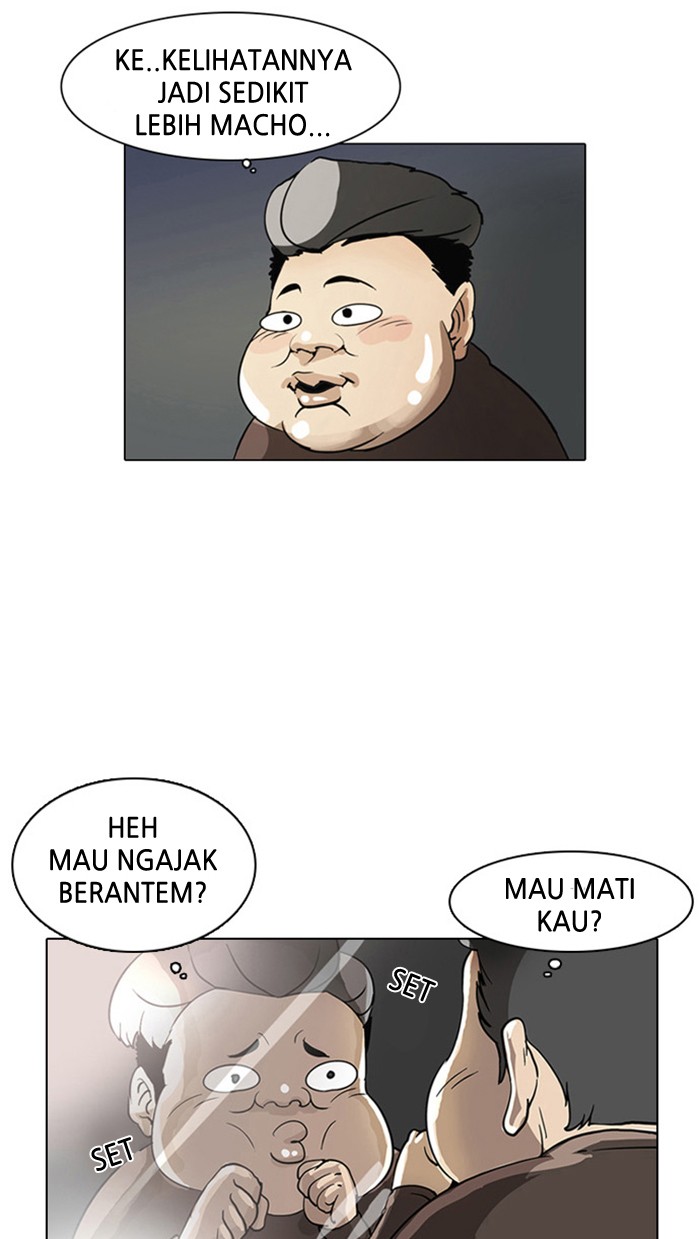 KE..KELIHATANNYA
JADI SEDIKIT
LEBIH MACHO...
HEH
MAU NGAJAK
BERANTEM?
MAU MATI
KAU?
SET
SET